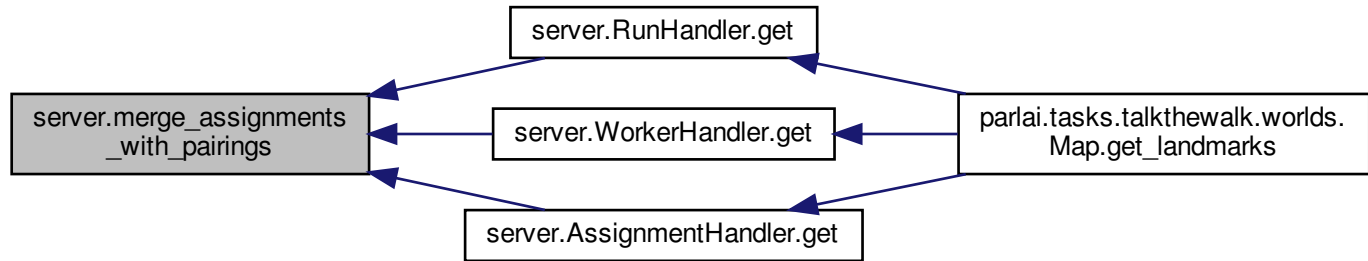 server.RunHandler.get
server.merge_assignments
_with_pairings
server.WorkerHandler.get
parlai.tasks.talkthewalk.worlds.
Map.get_landmarks
server.AssignmentHandler.get